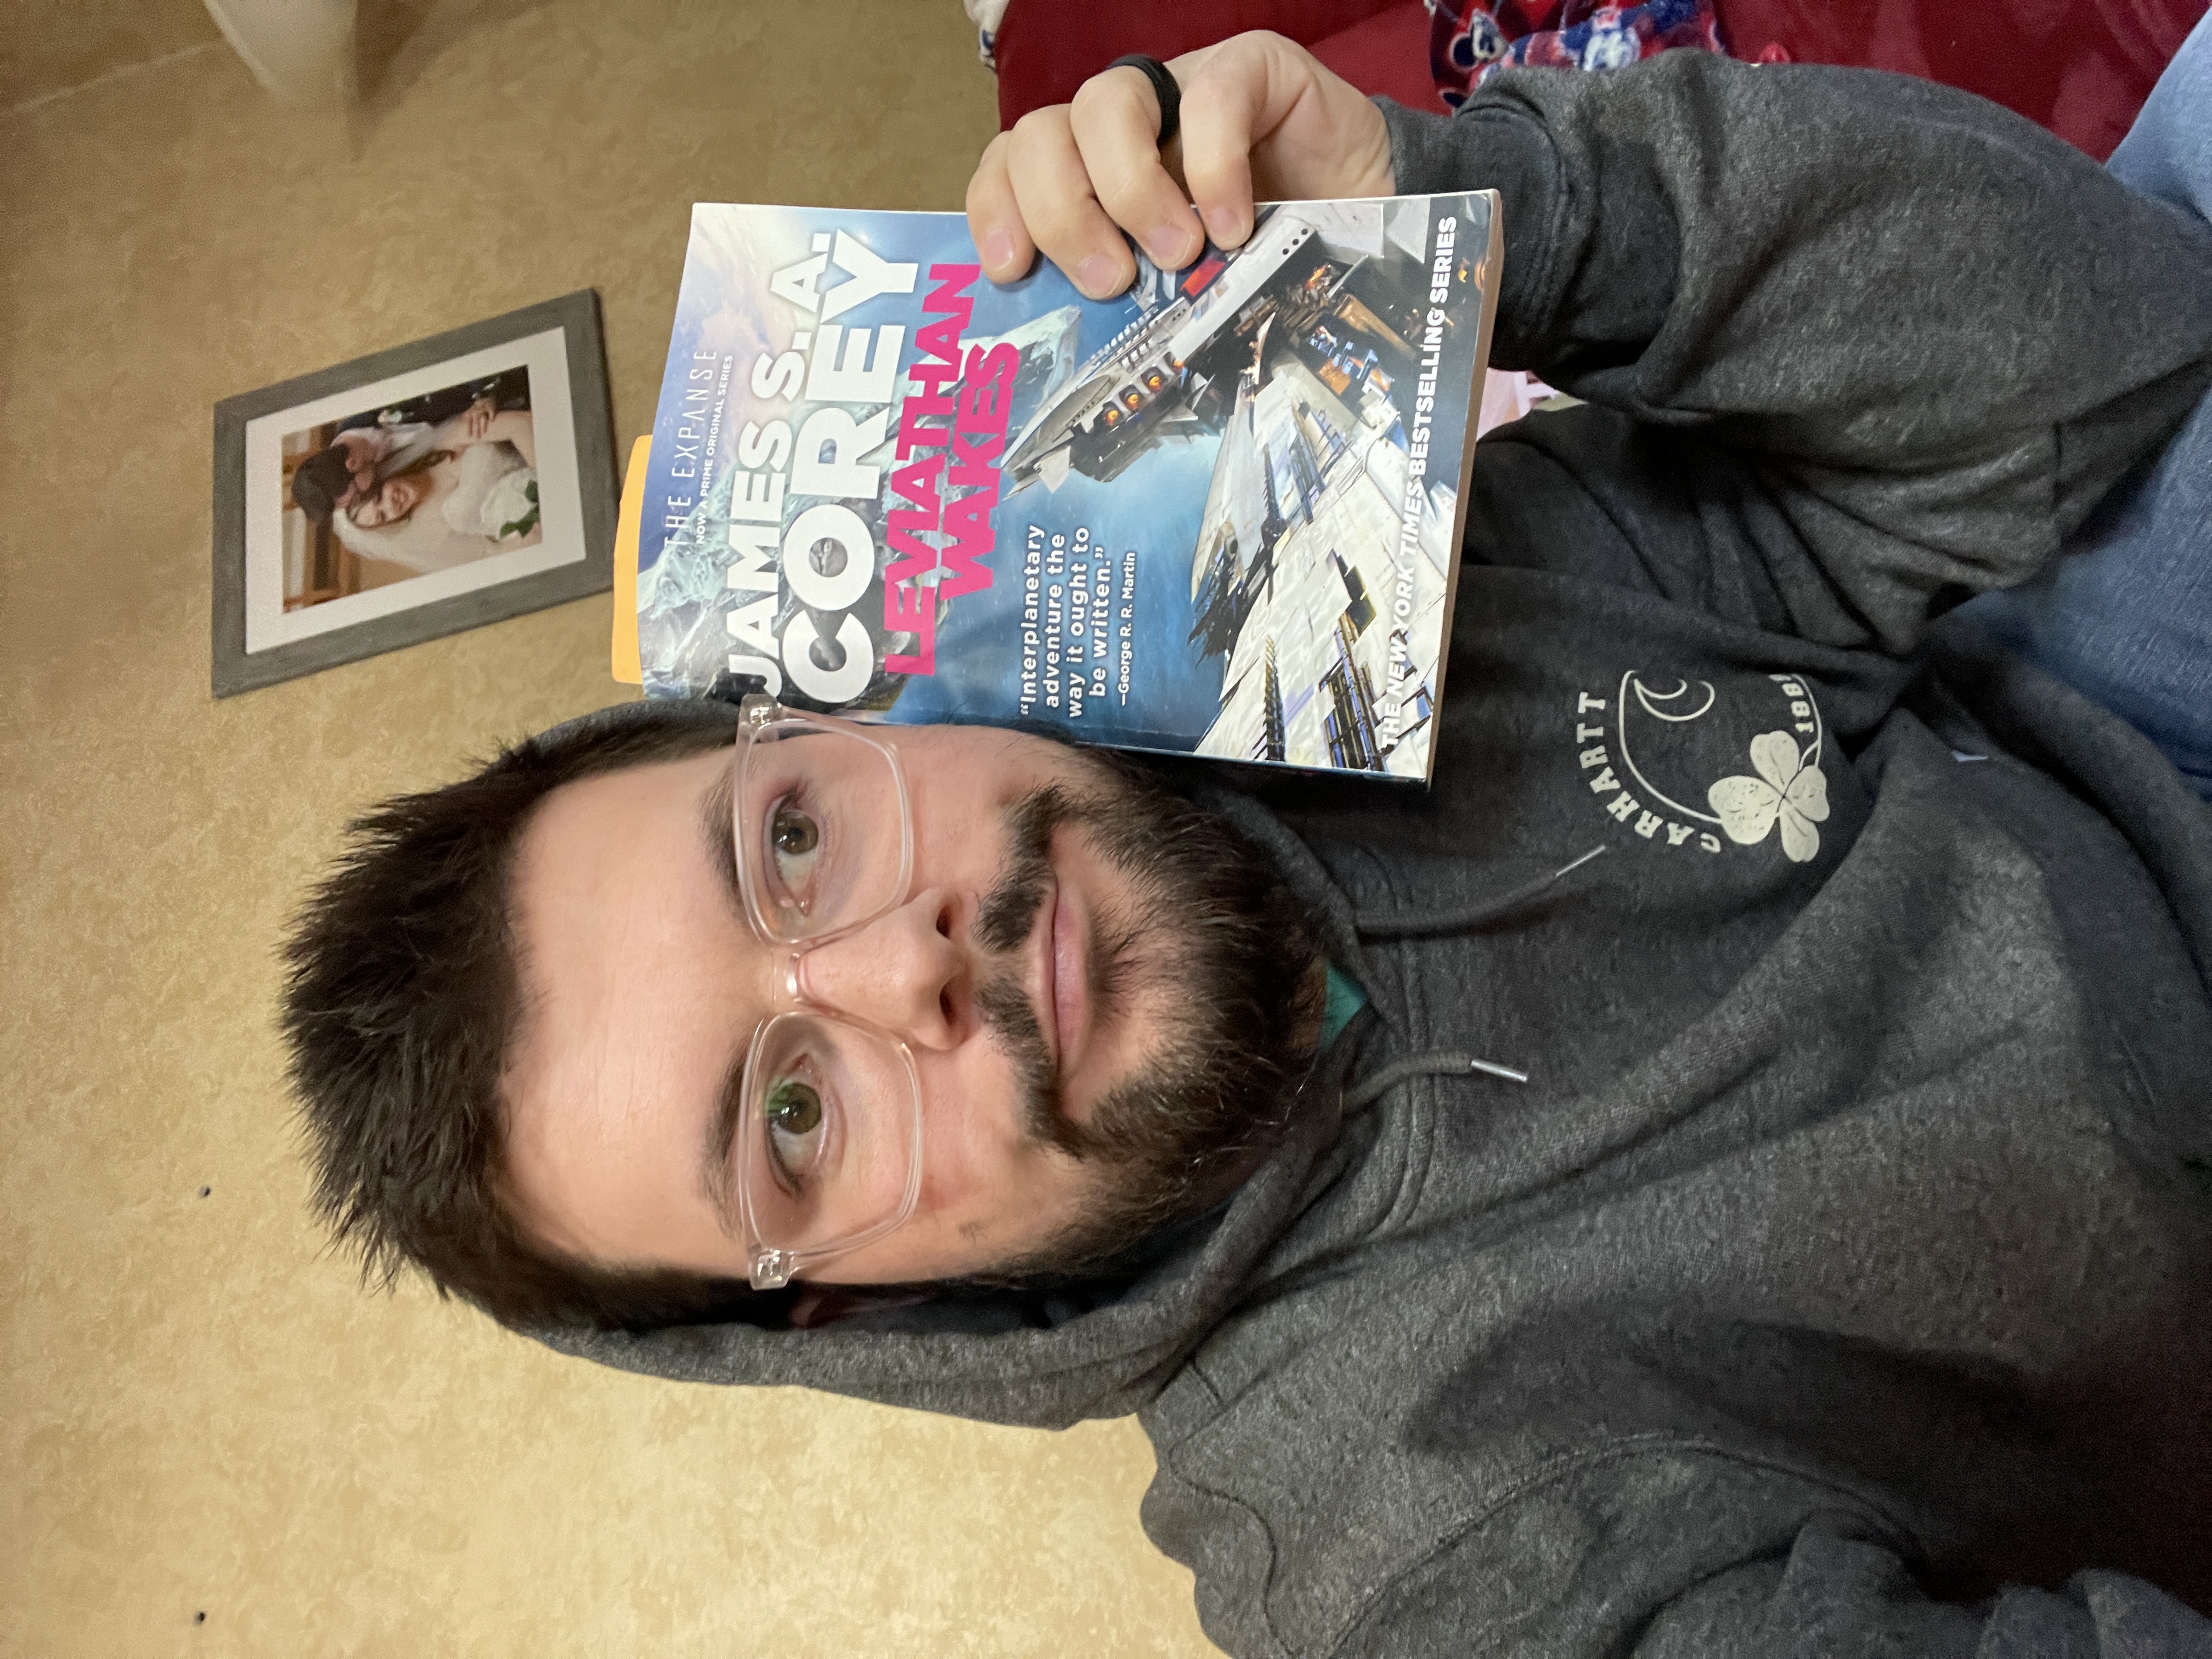 THE EXPANSE
NOW A PRIME ORIGINAL SERIES
JAMES S. A.
COREY
LEVIATHAN
WAKES
“Interplanetary
adventure the
way it ought to
be written.”
—George R. R. Martin
THE NEW YORK TIMES BESTSELLING SERIES
CARHARTT